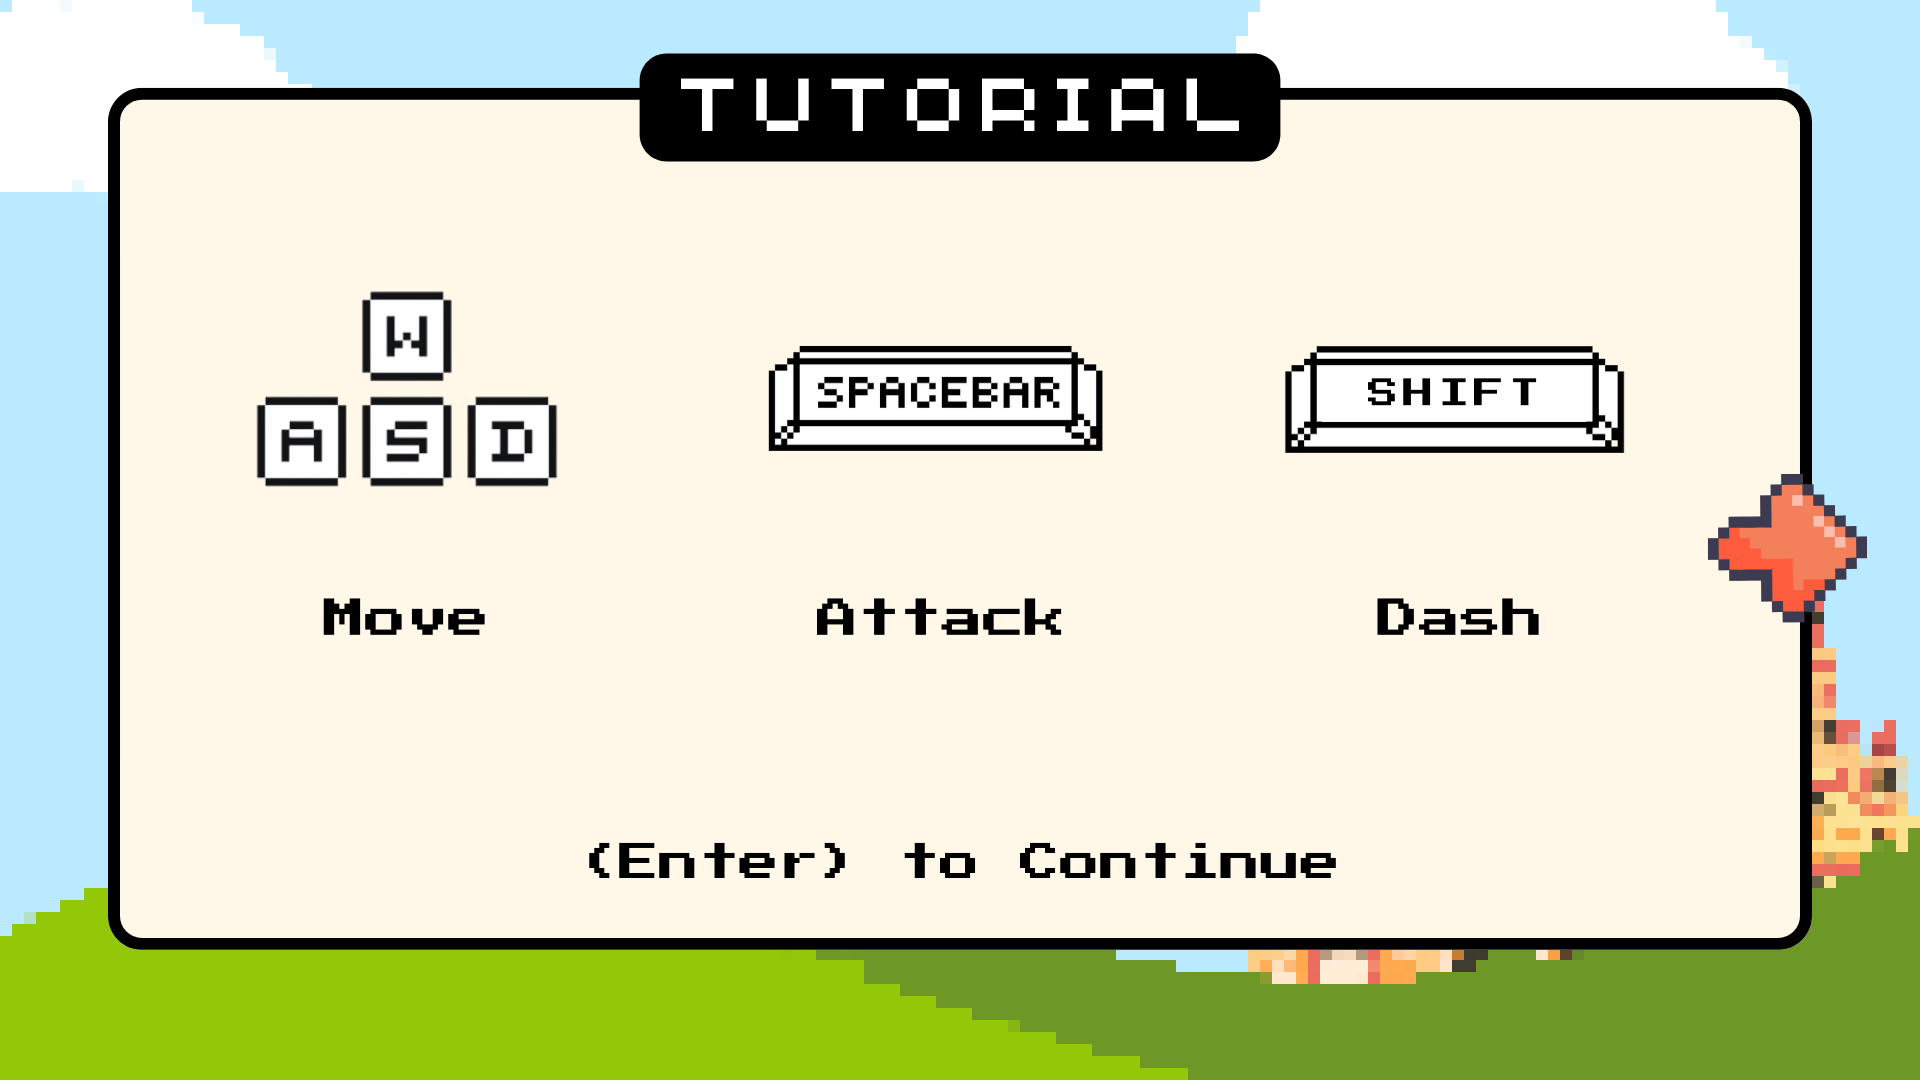 TUTORIAL
W
A S D
SPACEBAR
SHIFT
Move
Attack
Dash
(Enter) to Continue